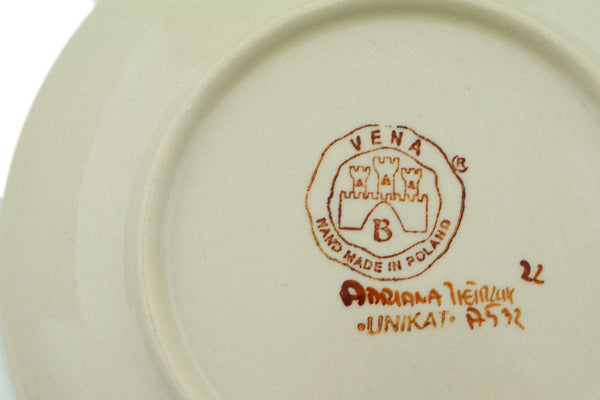 VENA
®
B
HAND MADE IN POLAND
22
ADRIANA
•UNIKAT• A532